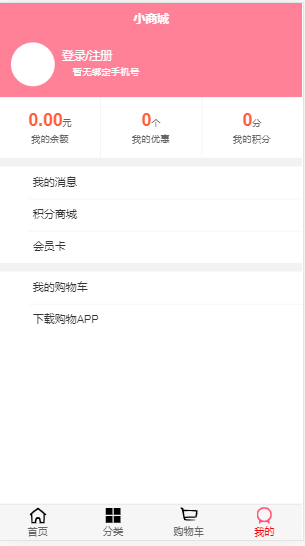 小商城
登录/注册
暂无绑定手机号
0.00元 0个 0分
我的余额 我的优惠 我的积分
我的消息
积分商城
会员卡
我的购物车
下载购物APP
首页 分类 购物车 我的